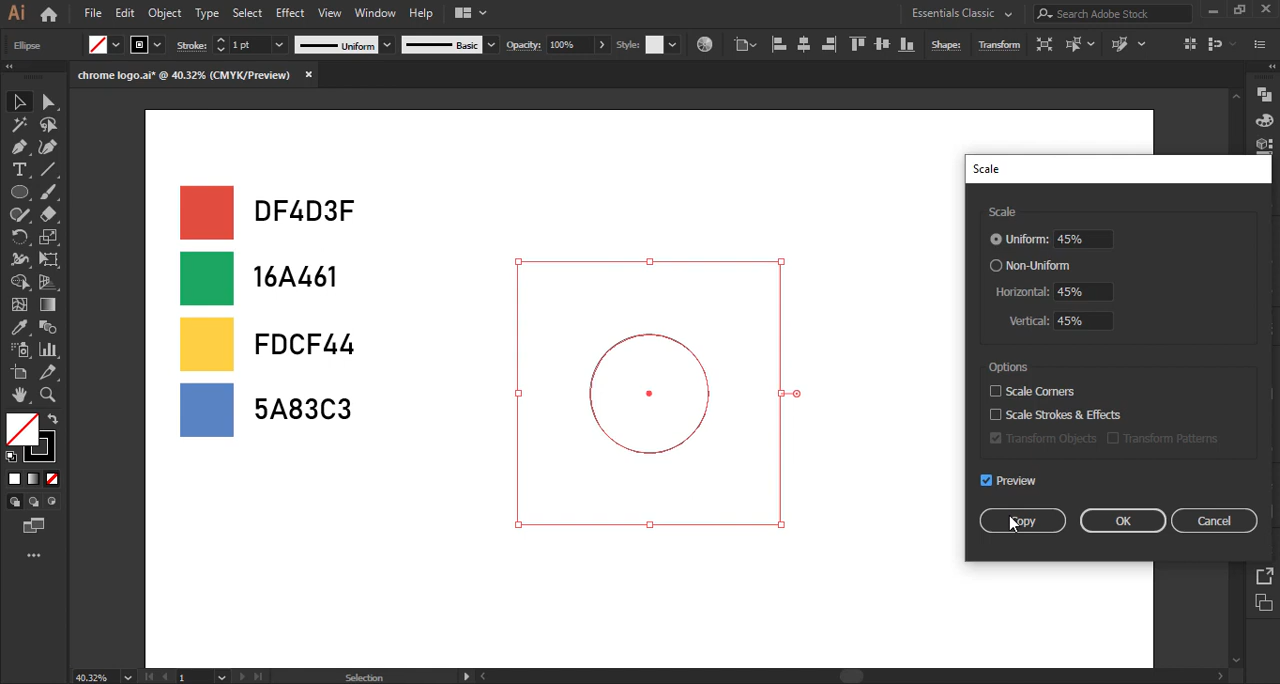 Ai File Edit Object Type Select Effect View Window Help Essentials Classic Search Adobe Stock
Ellipse Stroke: 1 pt Uniform Basic Opacity: 100% Style: Shape: Transform
chrome logo.ai* @ 40.32% (CMYK/Preview) ×
DF4D3F
16A461
FDCF44
5A83C3
Scale
Scale
Uniform: 45%
Non-Uniform
Horizontal: 45%
Vertical: 45%
Options
Scale Corners
Scale Strokes & Effects
Transform Objects Transform Patterns
Preview
Copy OK Cancel
40.32% 1 Selection